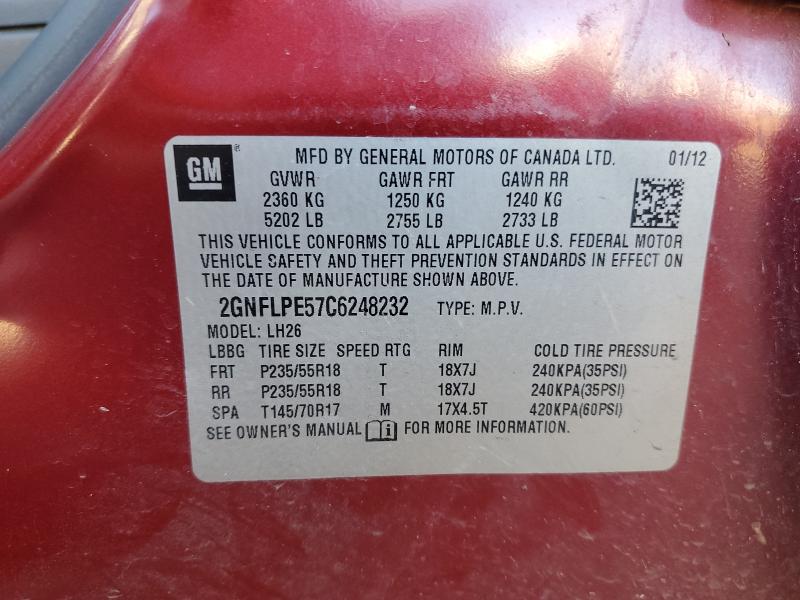 GM® MFD BY GENERAL MOTORS OF CANADA LTD. 01/12
GVWR GAWR FRT GAWR RR
2360 KG 1250 KG 1240 KG
5202 LB 2755 LB 2733 LB
THIS VEHICLE CONFORMS TO ALL APPLICABLE U.S. FEDERAL MOTOR
VEHICLE SAFETY AND THEFT PREVENTION STANDARDS IN EFFECT ON
THE DATE OF MANUFACTURE SHOWN ABOVE.
2GNFLPE57C6248232 TYPE: M.P.V.
MODEL: LH26
LBBG TIRE SIZE SPEED RTG RIM COLD TIRE PRESSURE
FRT P235/55R18 T 18X7J 240KPA(35PSI)
RR P235/55R18 T 18X7J 240KPA(35PSI)
SPA T145/70R17 M 17X4.5T 420KPA(60PSI)
SEE OWNER'S MANUAL i FOR MORE INFORMATION.